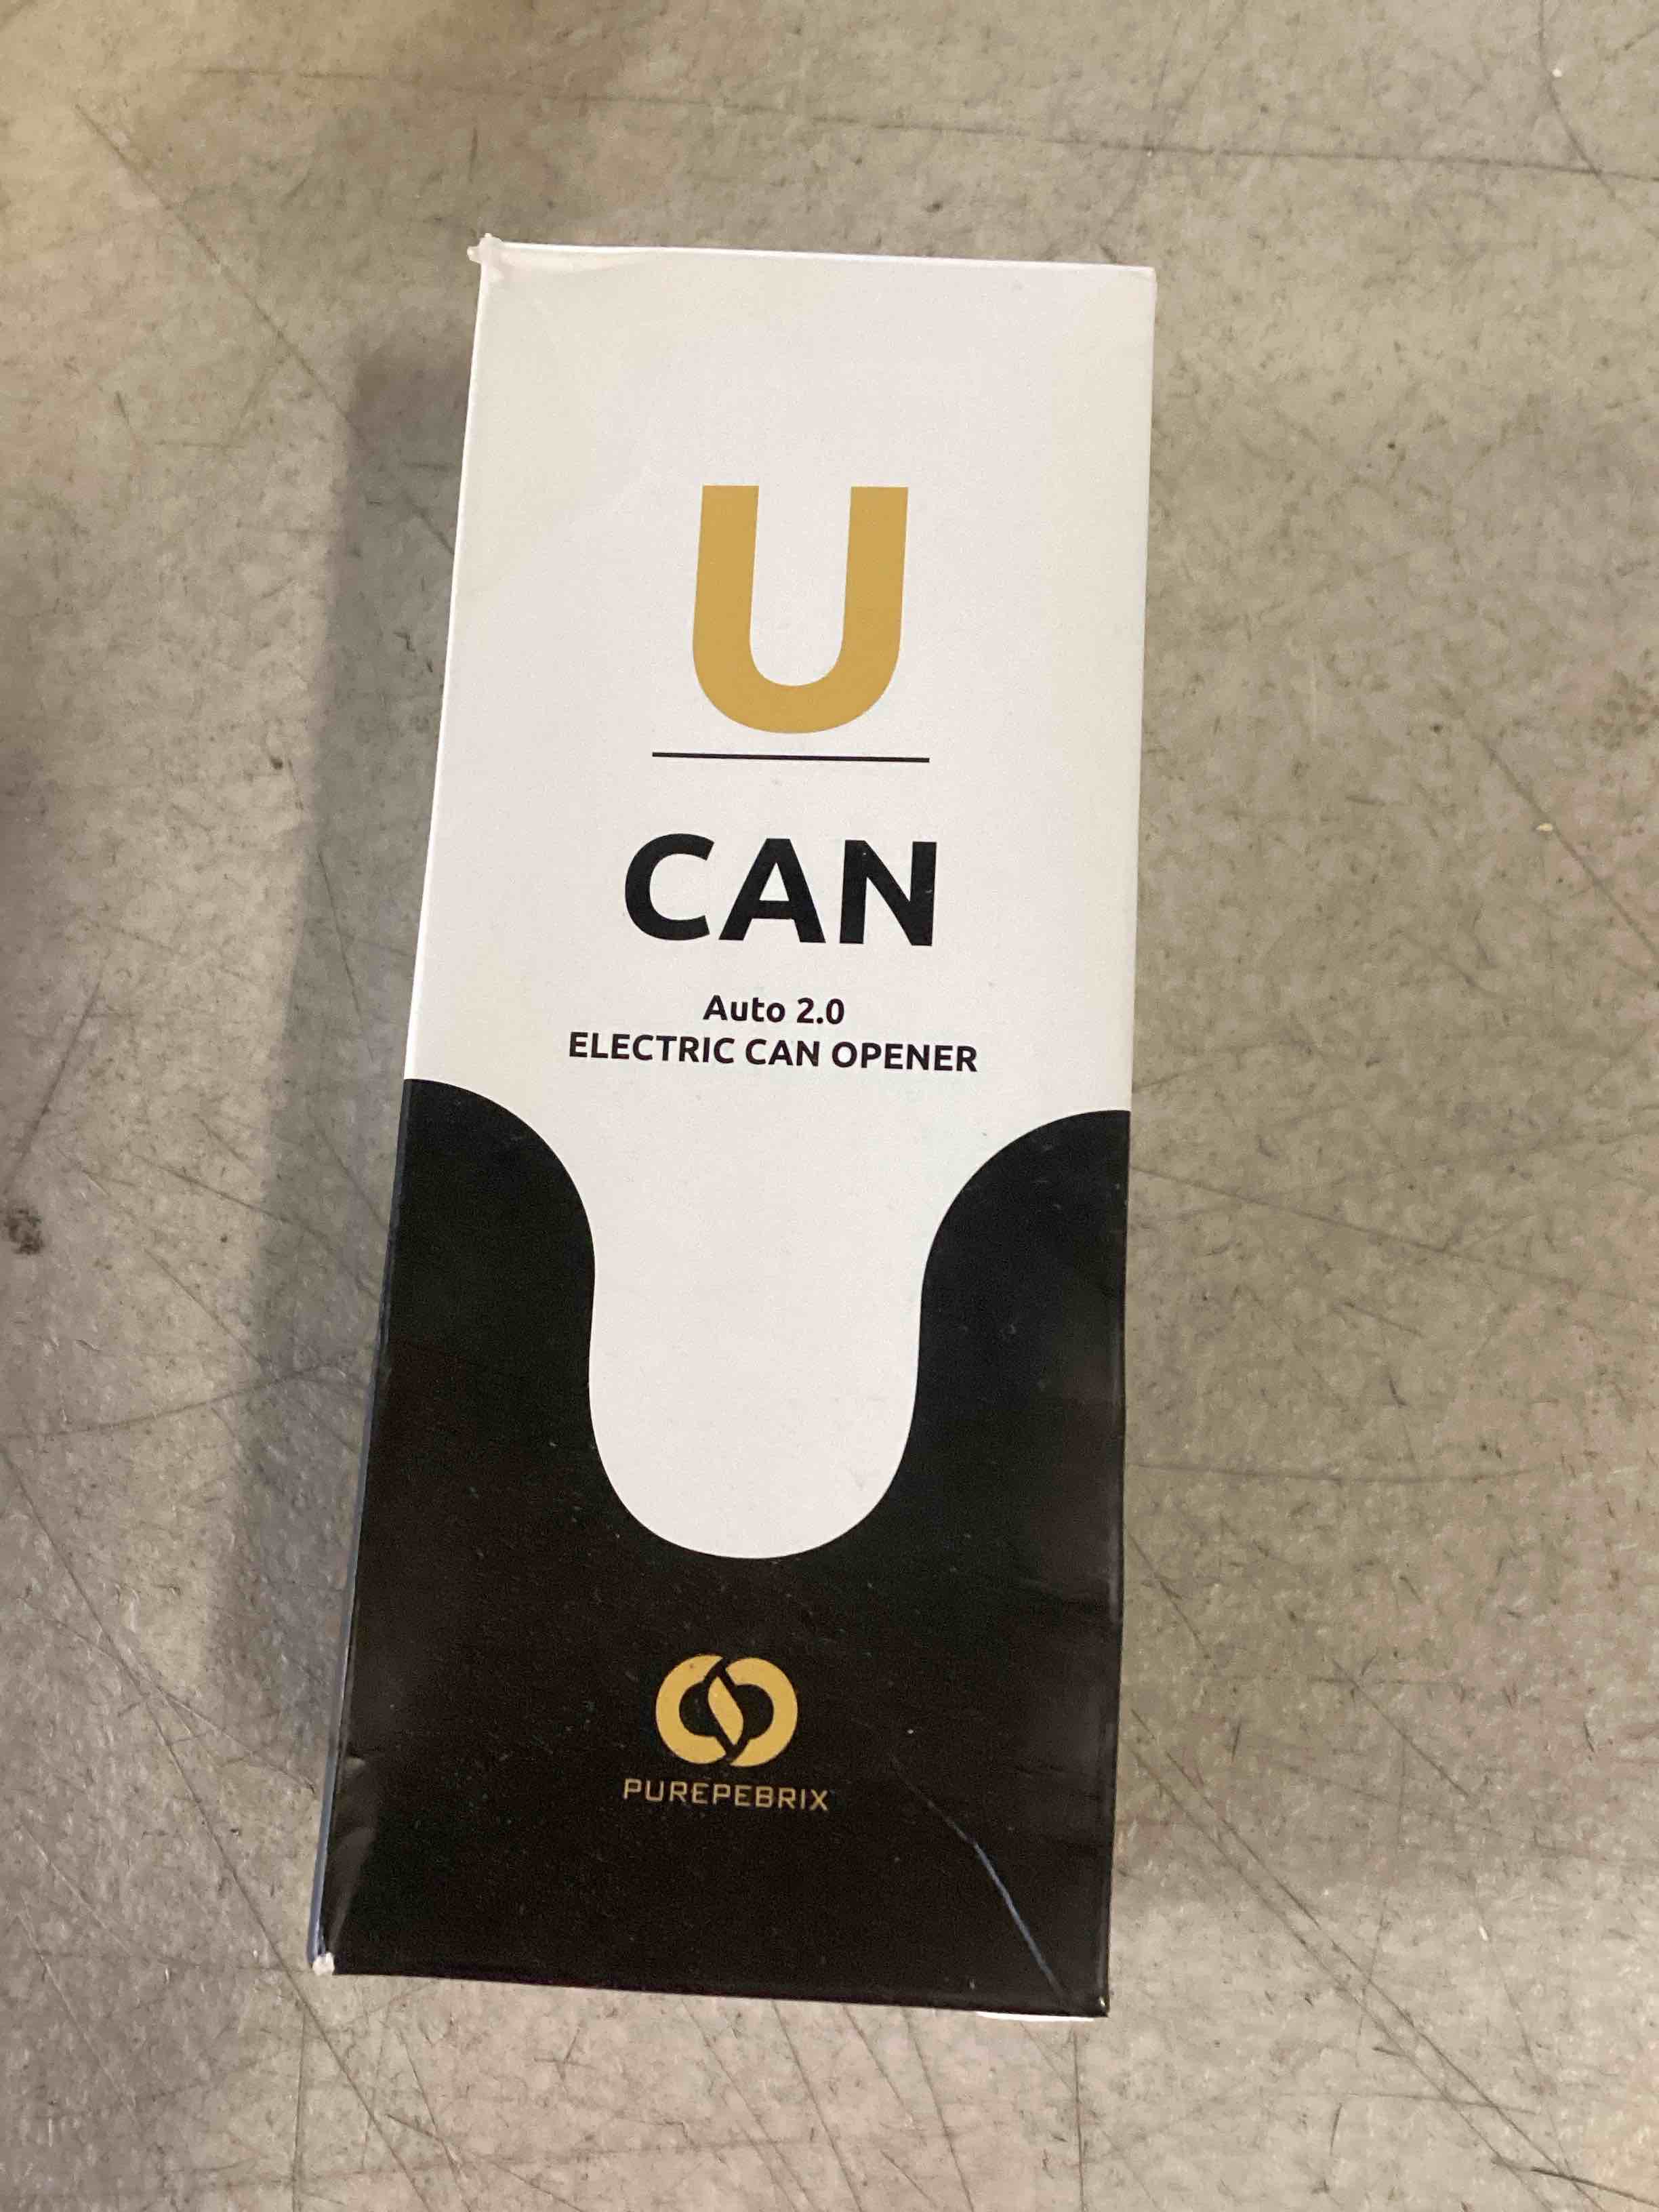 U
CAN
Auto 2.0
ELECTRIC CAN OPENER
PUREPEBRIX